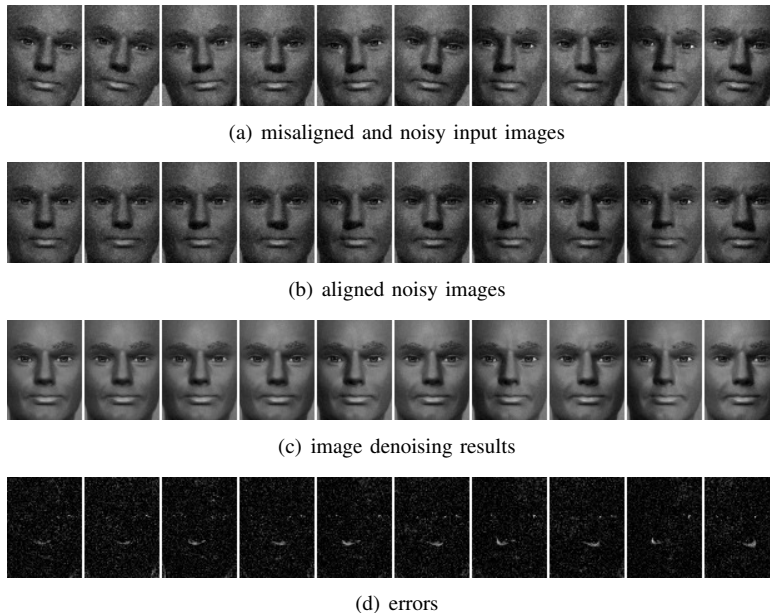 (a) misaligned and noisy input images
(b) aligned noisy images
(c) image denoising results
(d) errors